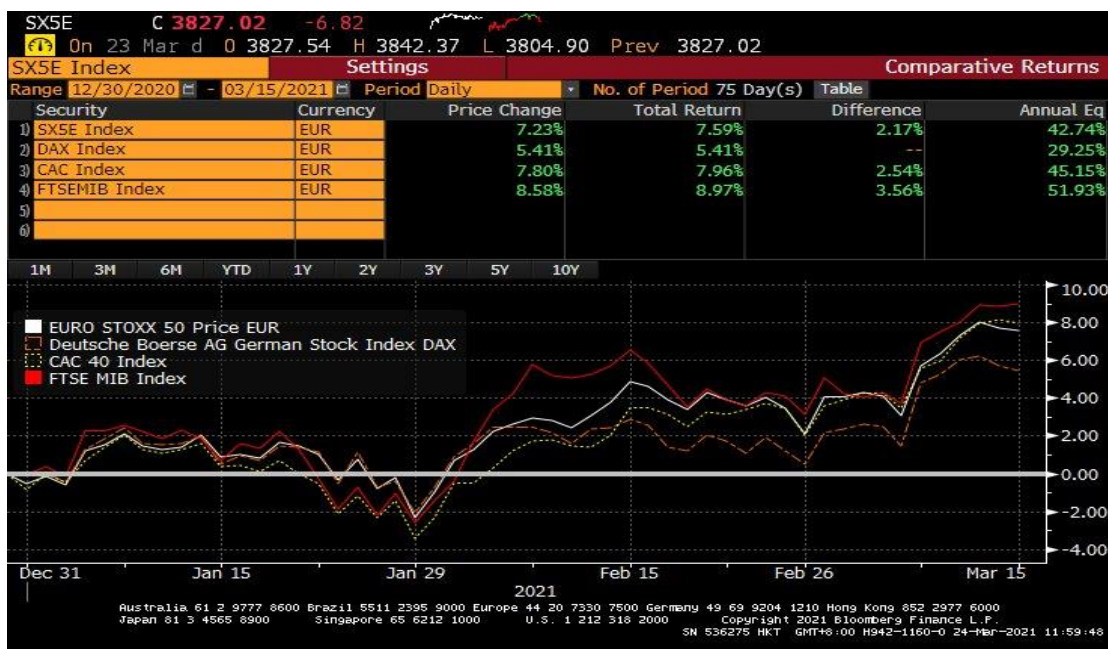 SX5E C 3827.02 -6.82
On 23 Mar d O 3827.54 H 3842.37 L 3804.90 Prev 3827.02
SX5E Index Settings Comparative Returns
Range 12/30/2020 - 03/15/2021 Period Daily No. of Period 75 Day(s) Table
Security Currency Price Change Total Return Difference Annual Eq
1) SX5E Index EUR 7.23% 7.59% 2.17% 42.74%
2) DAX Index EUR 5.41% 5.41% -- 29.25%
3) CAC Index EUR 7.80% 7.96% 2.54% 45.15%
4) FTSEMIB Index EUR 8.58% 8.97% 3.56% 51.93%
5)
6)
1M 3M 6M YTD 1Y 2Y 3Y 5Y 10Y
10.00
EURO STOXX 50 Price EUR
8.00
Deutsche Boerse AG German Stock Index DAX
CAC 40 Index
6.00
FTSE MIB Index
4.00
2.00
0.00
-2.00
-4.00
Dec 31 Jan 15 Jan 29 Feb 15 Feb 26 Mar 15
2021
Australia 61 2 9777 8600 Brazil 5511 2395 9000 Europe 44 20 7330 7500 Germany 49 69 9204 1210 Hong Kong 852 2977 6000
Japan 81 3 4565 8900 Singapore 65 6212 1000 U.S. 1 212 318 2000 Copyright 2021 Bloomberg Finance L.P.
SN 536275 HKT GMT+8:00 H942-1160-0 24-Mar-2021 11:59:48